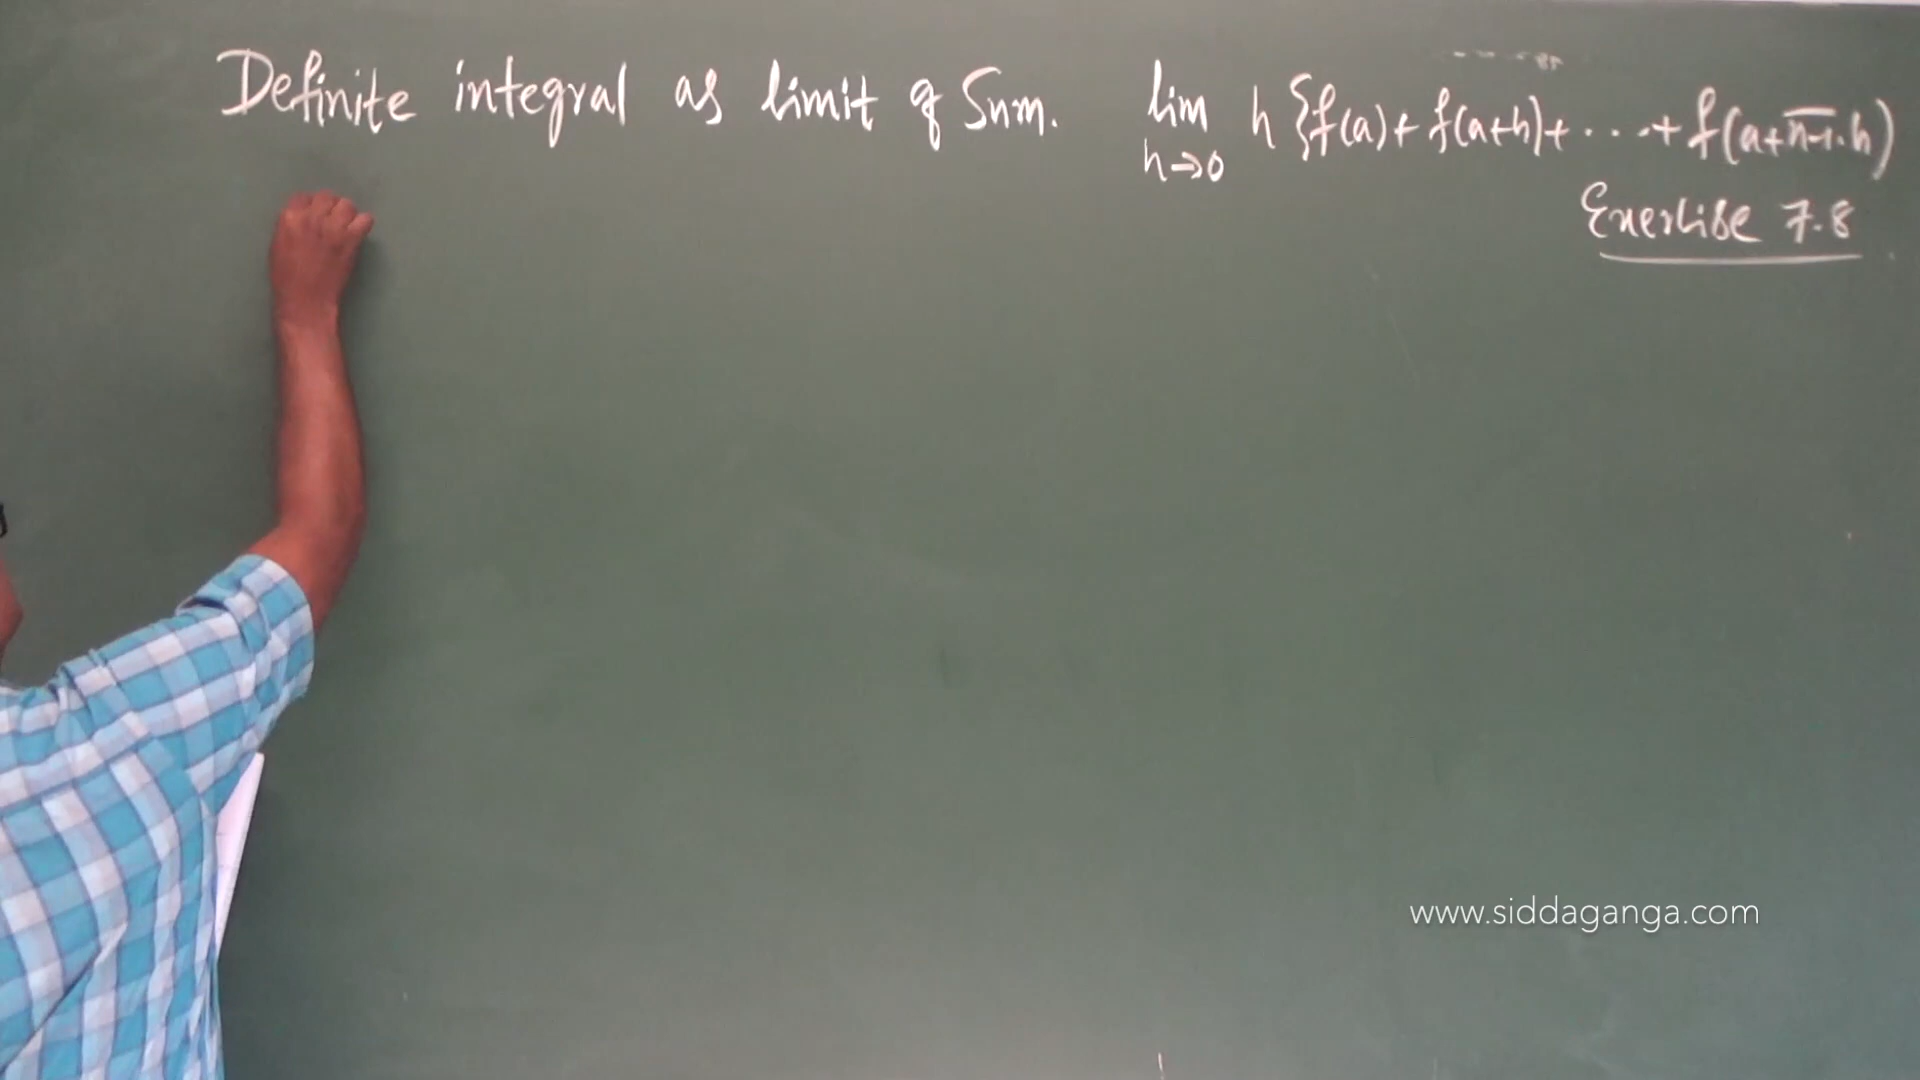 Definite integral as limit of Sum. lim h→0 h {f(a) + f(a+h) + ... + f(a+n-1.h)
Exercise 7.8
www.siddaganga.com